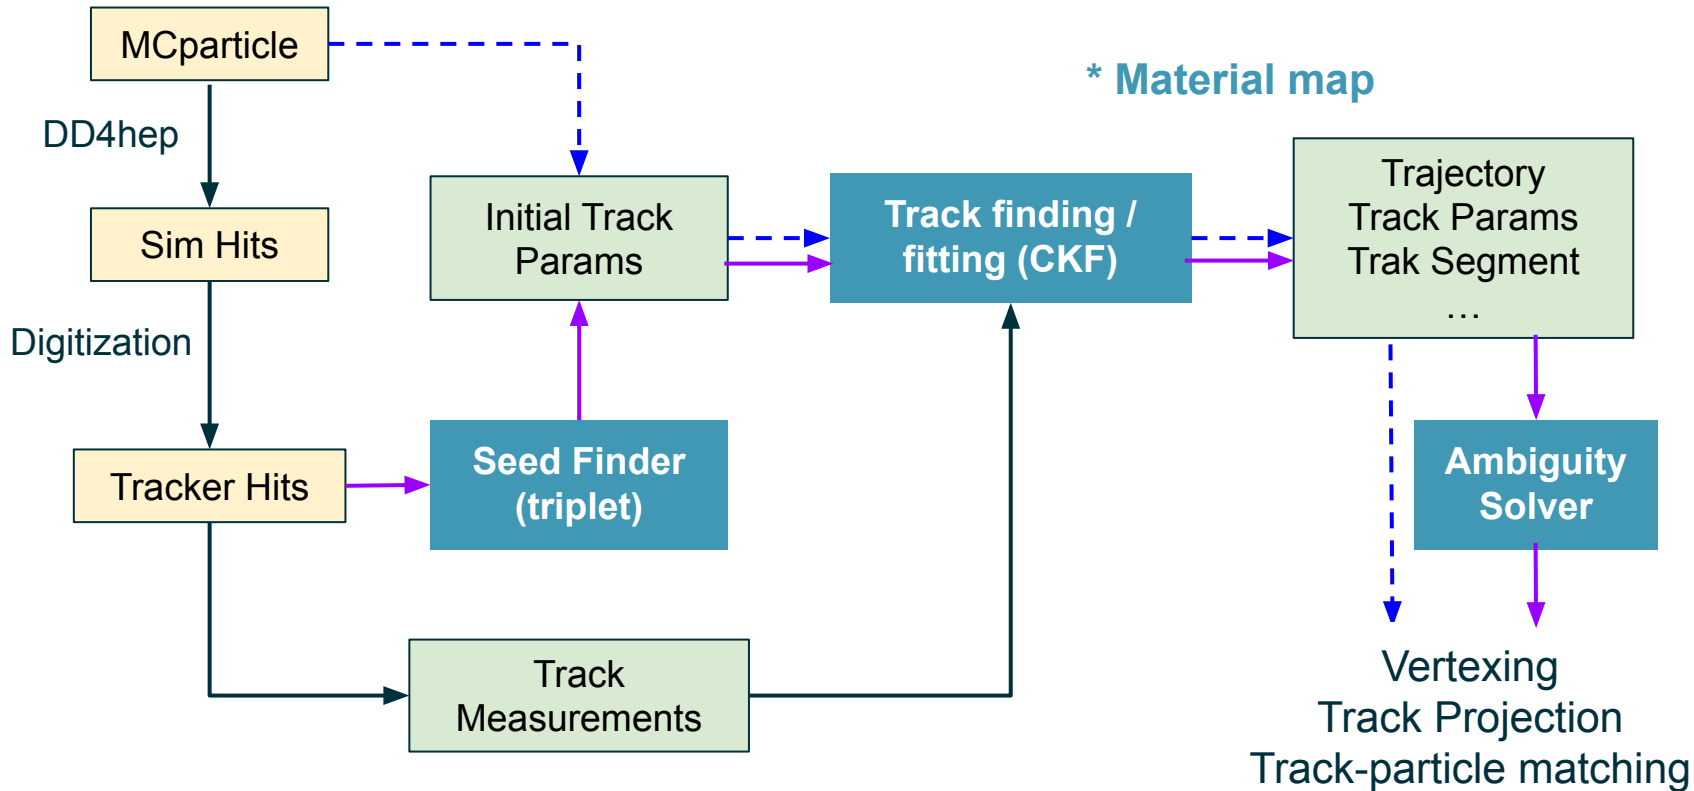 MCparticle
* Material map
DD4hep
Initial Track
Params
Track finding /
fitting (CKF)
Trajectory
Track Params
Trak Segment
…
Sim Hits
Digitization
Tracker Hits
Seed Finder
(triplet)
Ambiguity
Solver
Track
Measurements
Vertexing
Track Projection
Track-particle matching